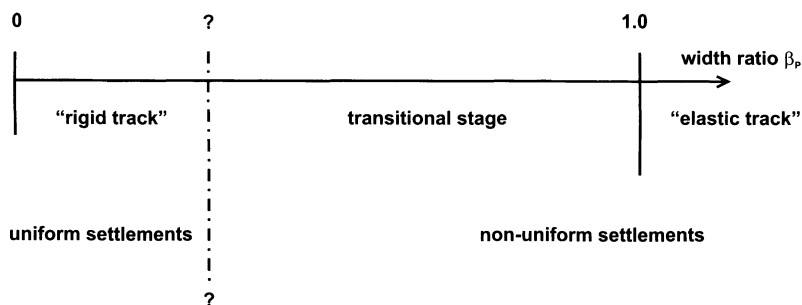 0 ? 1.0
width ratio βP
“rigid track” transitional stage “elastic track”
uniform settlements non-uniform settlements
?